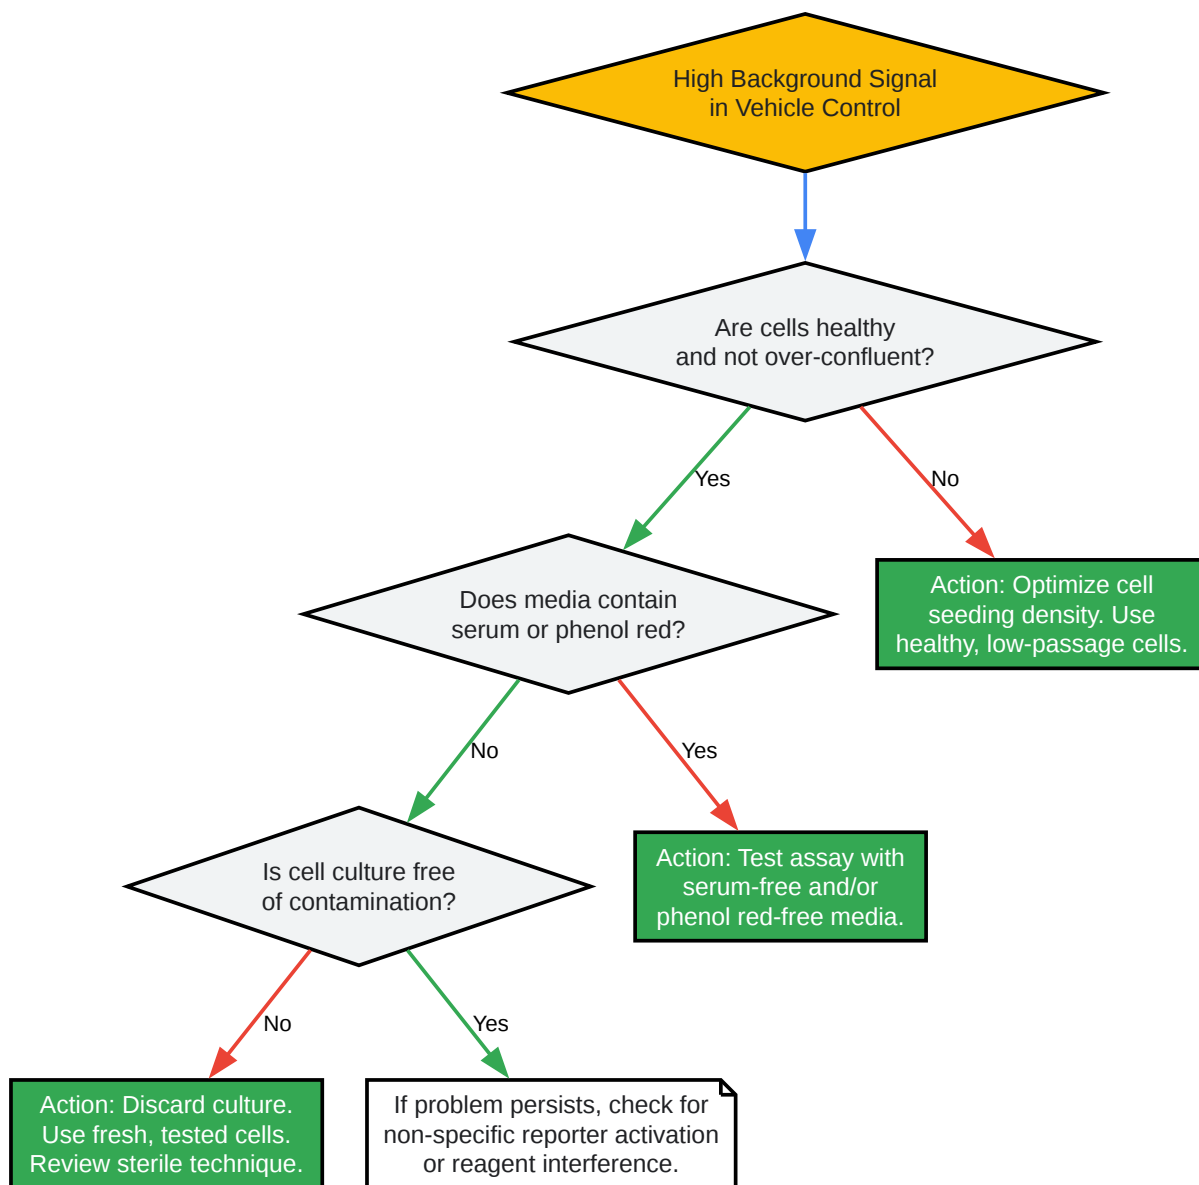 High Background Signal
in Vehicle Control
Are cells healthy
and not over-confluent?
Yes
No
Does media contain
serum or phenol red?
Action: Optimize cell
seeding density. Use
healthy, low-passage cells.
No
Yes
Is cell culture free
of contamination?
Action: Test assay with
serum-free and/or
phenol red-free media.
No
Yes
Action: Discard culture.
Use fresh, tested cells.
Review sterile technique.
If problem persists, check for
non-specific reporter activation
or reagent interference.